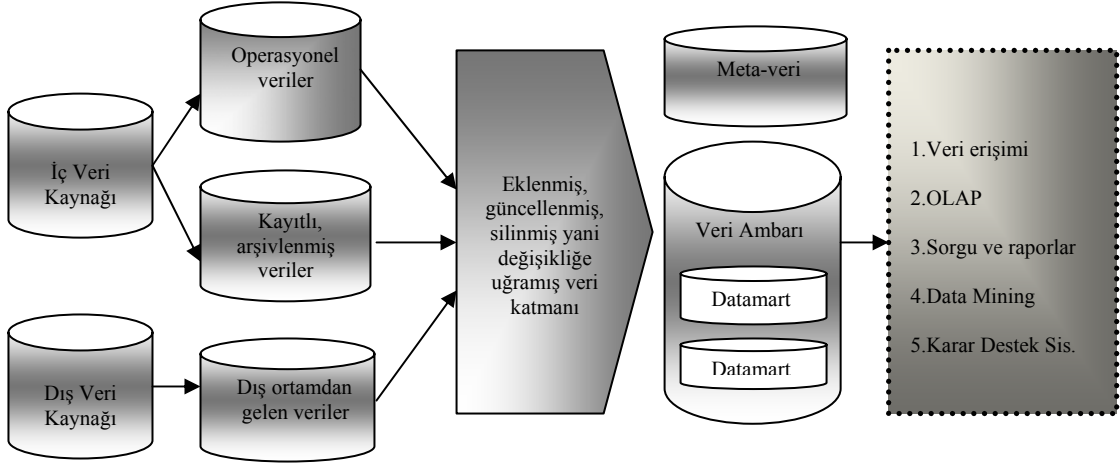 İç Veri
Kaynağı
Dış Veri
Kaynağı
Operasyonel
veriler
Kayıtlı,
arşivlenmiş
veriler
Dış ortamdan
gelen veriler
Eklenmiş,
güncellenmiş,
silinmiş yani
değişikliğe
uğramış veri
katmanı
Meta-veri
Veri Ambarı
Datamart
Datamart
1.Veri erişimi
2.OLAP
3.Sorgu ve raporlar
4.Data Mining
5.Karar Destek Sis.